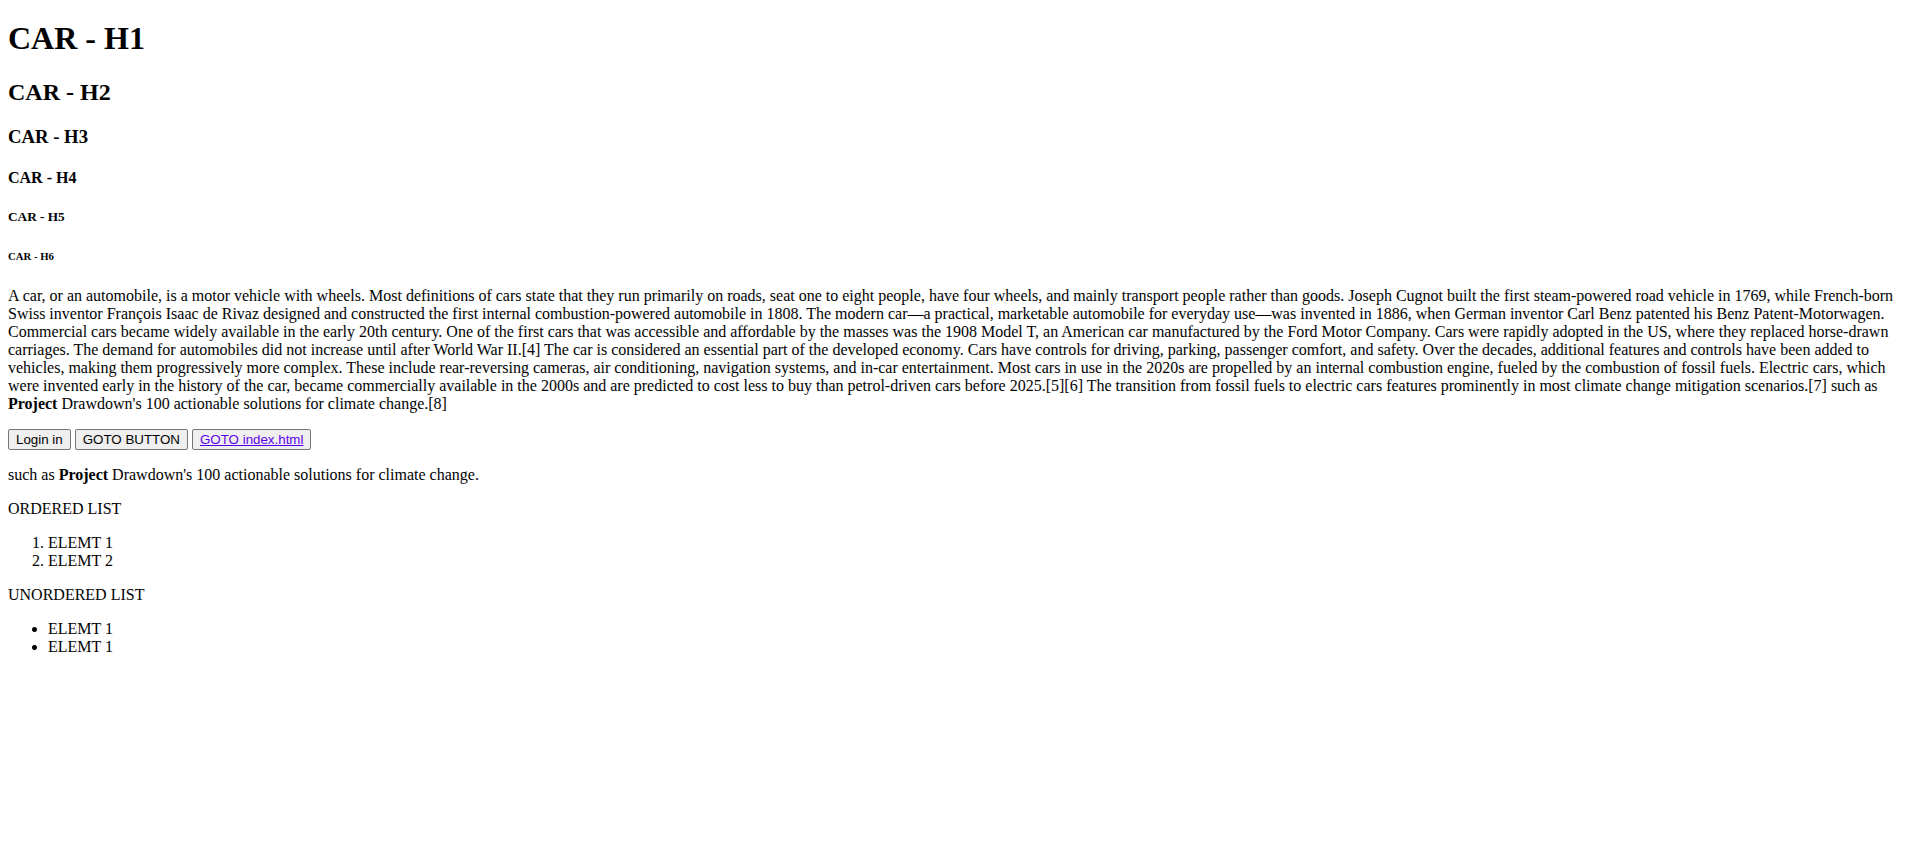 CAR - H1
CAR - H2
CAR - H3
CAR - H4
CAR - H5
CAR - H6
A car, or an automobile, is a motor vehicle with wheels. Most definitions of cars state that they run primarily on roads, seat one to eight people, have four wheels, and mainly transport people rather than goods. Joseph Cugnot built the first steam-powered road vehicle in 1769, while French-born
Swiss inventor François Isaac de Rivaz designed and constructed the first internal combustion-powered automobile in 1808. The modern car—a practical, marketable automobile for everyday use—was invented in 1886, when German inventor Carl Benz patented his Benz Patent-Motorwagen.
Commercial cars became widely available in the early 20th century. One of the first cars that was accessible and affordable by the masses was the 1908 Model T, an American car manufactured by the Ford Motor Company. Cars were rapidly adopted in the US, where they replaced horse-drawn
carriages. The demand for automobiles did not increase until after World War II.[4] The car is considered an essential part of the developed economy. Cars have controls for driving, parking, passenger comfort, and safety. Over the decades, additional features and controls have been added to
vehicles, making them progressively more complex. These include rear-reversing cameras, air conditioning, navigation systems, and in-car entertainment. Most cars in use in the 2020s are propelled by an internal combustion engine, fueled by the combustion of fossil fuels. Electric cars, which
were invented early in the history of the car, became commercially available in the 2000s and are predicted to cost less to buy than petrol-driven cars before 2025.[5][6] The transition from fossil fuels to electric cars features prominently in most climate change mitigation scenarios.[7] such as
Project Drawdown's 100 actionable solutions for climate change.[8]
Login in GOTO BUTTON GOTO index.html
such as Project Drawdown's 100 actionable solutions for climate change.
ORDERED LIST
1. ELEMT 1
2. ELEMT 2
UNORDERED LIST
• ELEMT 1
• ELEMT 1